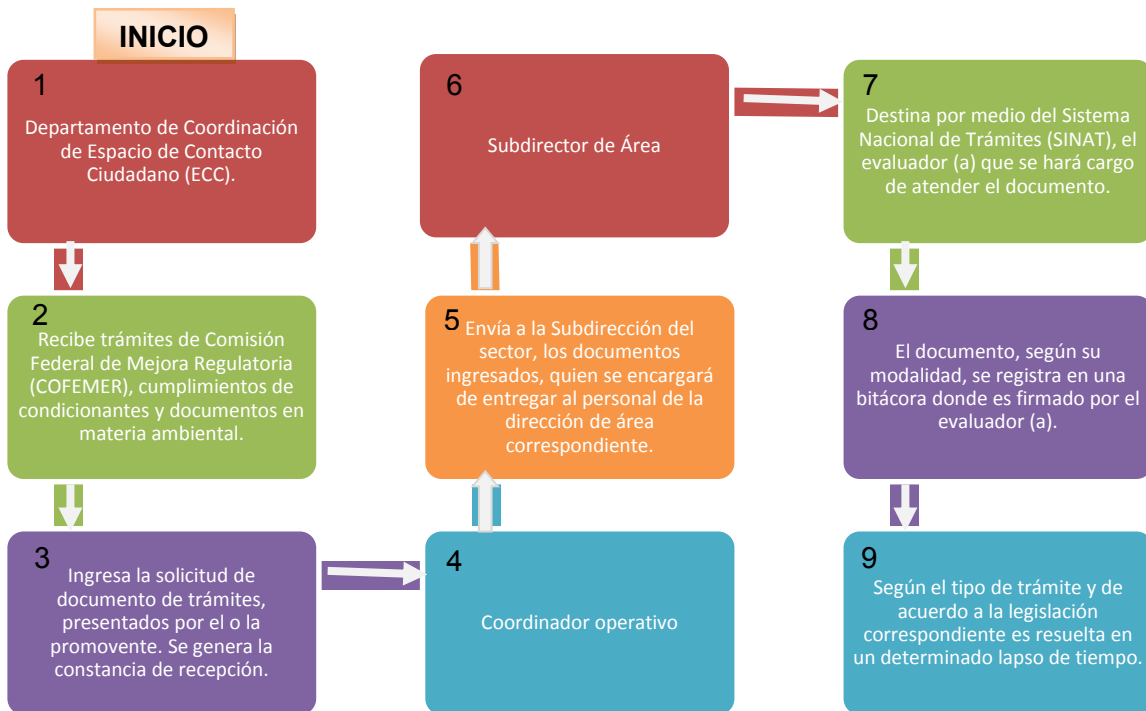 INICIO
1
Departamento de Coordinación
de Espacio de Contacto
Ciudadano (ECC).
2
Recibe trámites de Comisión
Federal de Mejora Regulatoria
(COFEMER), cumplimientos de
condicionantes y documentos en
materia ambiental.
3
Ingresa la solicitud de
documento de trámites,
presentados por el o la
promovente. Se genera la
constancia de recepción.
4
Coordinador operativo
5
Envía a la Subdirección del
sector, los documentos
ingresados, quien se encargará
de entregar al personal de la
dirección de área
correspondiente.
6
Subdirector de Área
7
Destina por medio del Sistema
Nacional de Trámites (SINAT), el
evaluador (a) que se hará cargo
de atender el documento.
8
El documento, según su
modalidad, se registra en una
bitácora donde es firmado por el
evaluador (a).
9
Según el tipo de trámite y de
acuerdo a la legislación
correspondiente es resuelta en
un determinado lapso de tiempo.